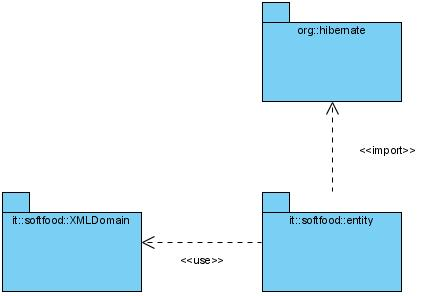 org::hibernate
<<import>>
it::softfood::XMLDomain
it::softfood::entity
<<use>>